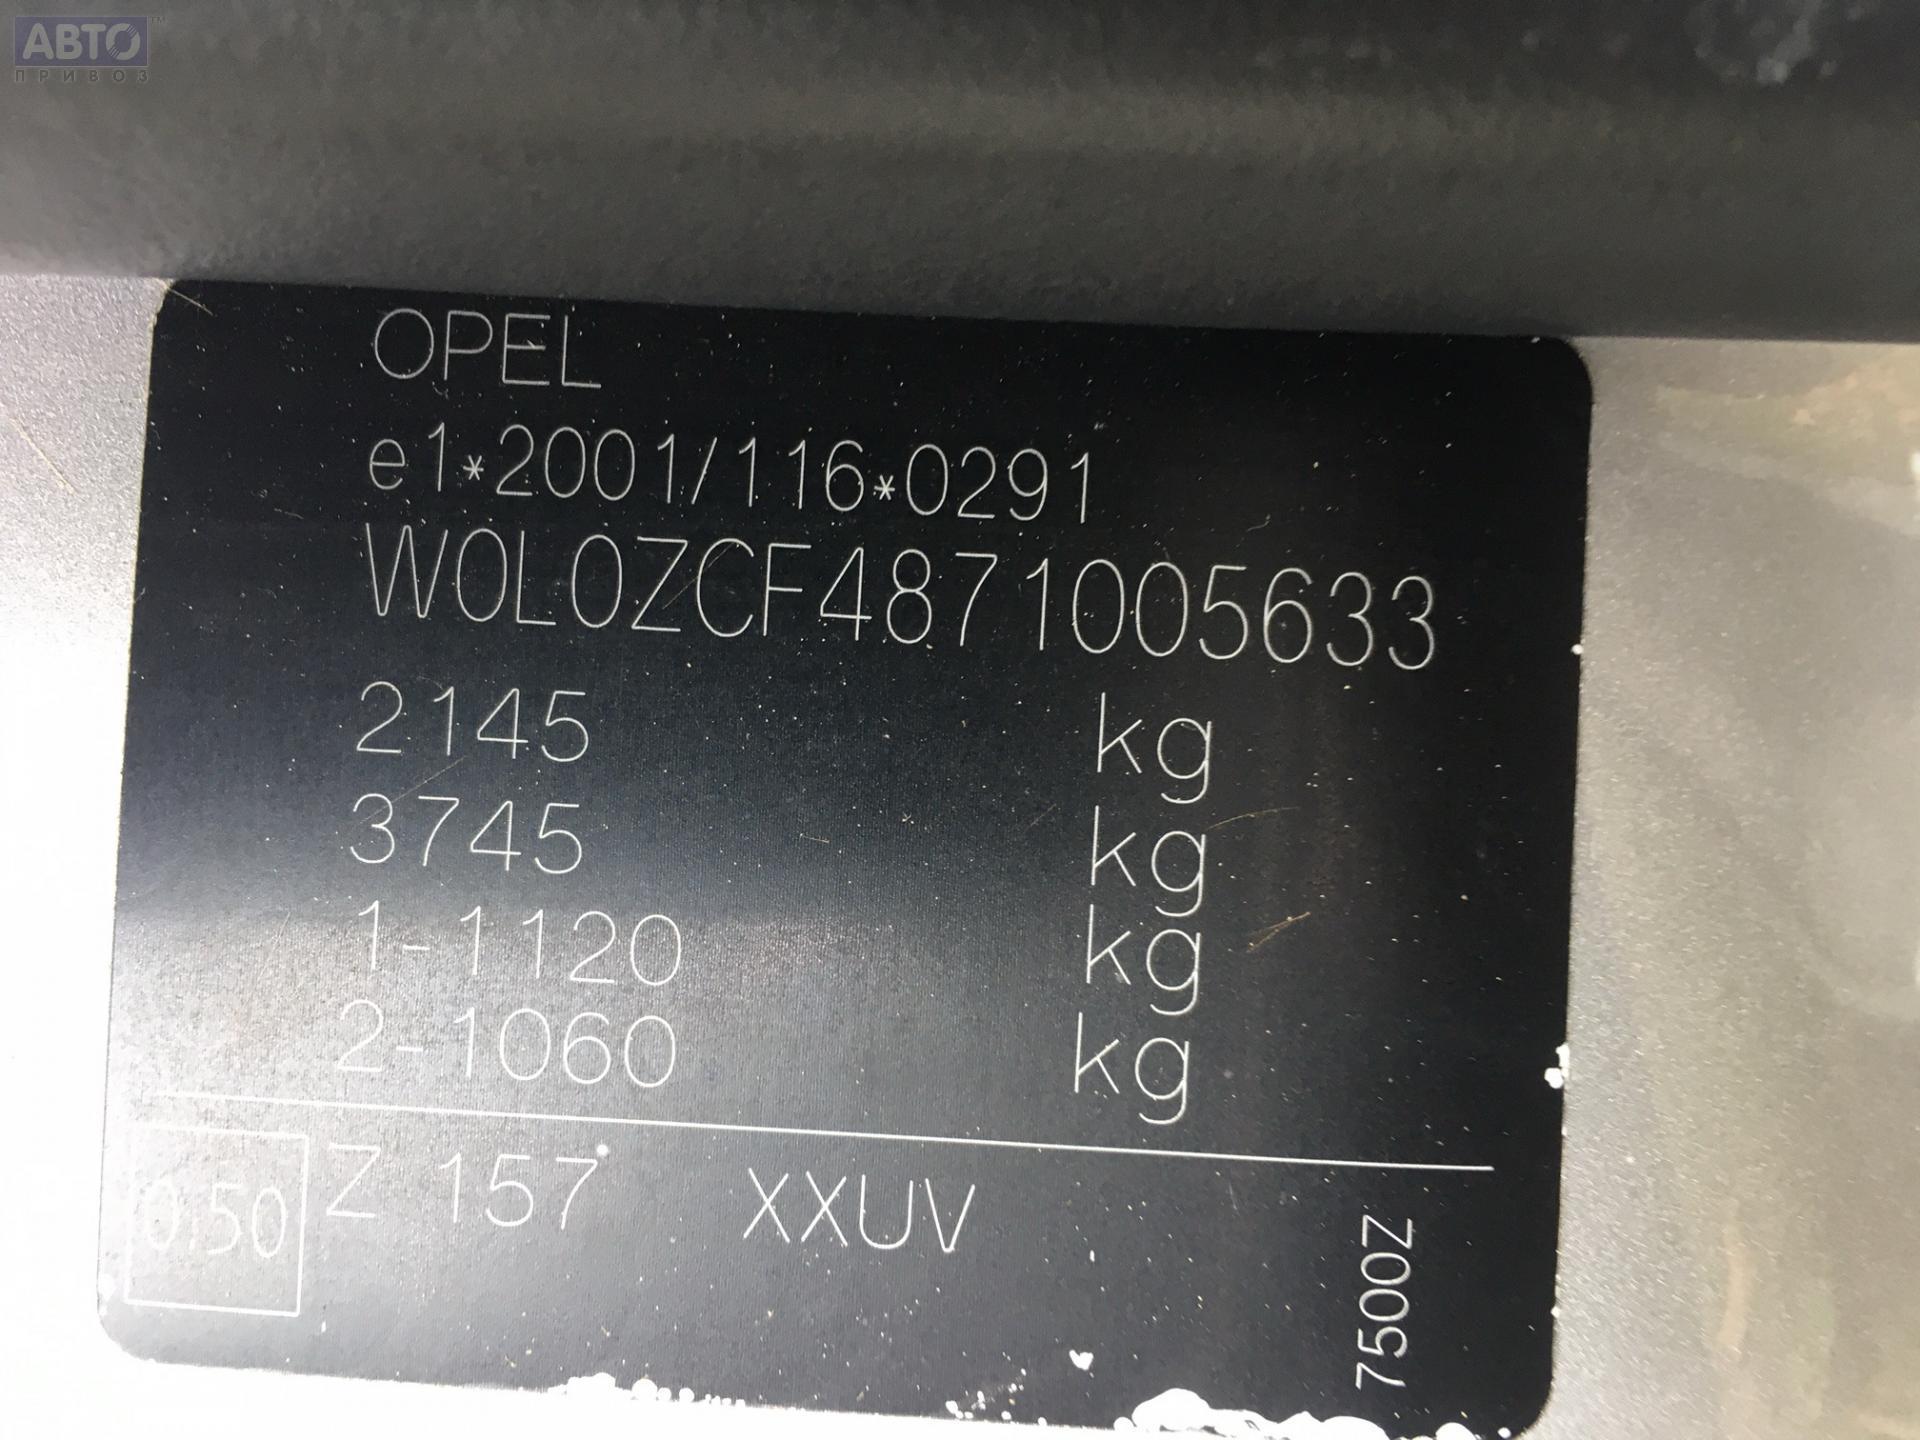 АВТО
ПРИВОЗ
OPEL
e1*2001/116*0291
W0L0ZCF4871005633
2145 kg
3745 kg
1-1120 kg
2-1060 kg
0.50 Z 157 XXUV
7500Z